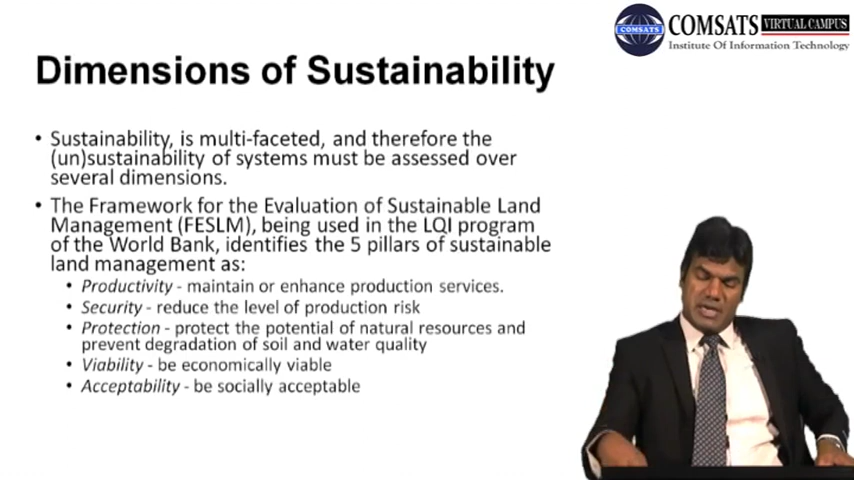 COMSATS VIRTUAL CAMPUS
COMSATS
Institute Of Information Technology
Dimensions of Sustainability
• Sustainability, is multi-faceted, and therefore the
(un)sustainability of systems must be assessed over
several dimensions.
• The Framework for the Evaluation of Sustainable Land
Management (FESLM), being used in the LQI program
of the World Bank, identifies the 5 pillars of sustainable
land management as:
• Productivity - maintain or enhance production services.
• Security - reduce the level of production risk
• Protection - protect the potential of natural resources and
prevent degradation of soil and water quality
• Viability - be economically viable
• Acceptability - be socially acceptable